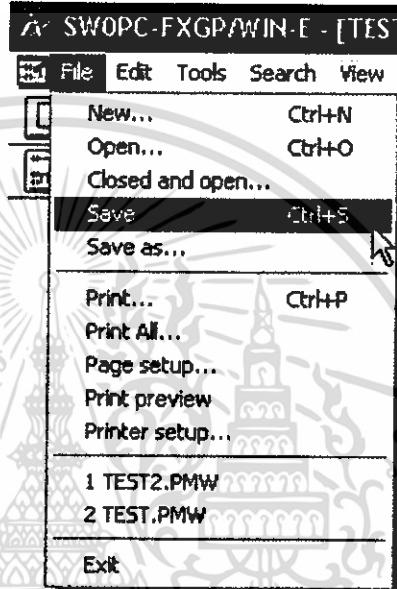 SWOPC-FXGP/WIN-E - [TEST
File Edit Tools Search View
New... Ctrl+N
Open... Ctrl+O
Closed and open...
Save Ctrl+S
Save as...
Print... Ctrl+P
Print All...
Page setup...
Print preview
Printer setup...
1 TEST2.PMW
2 TEST.PMW
Exit